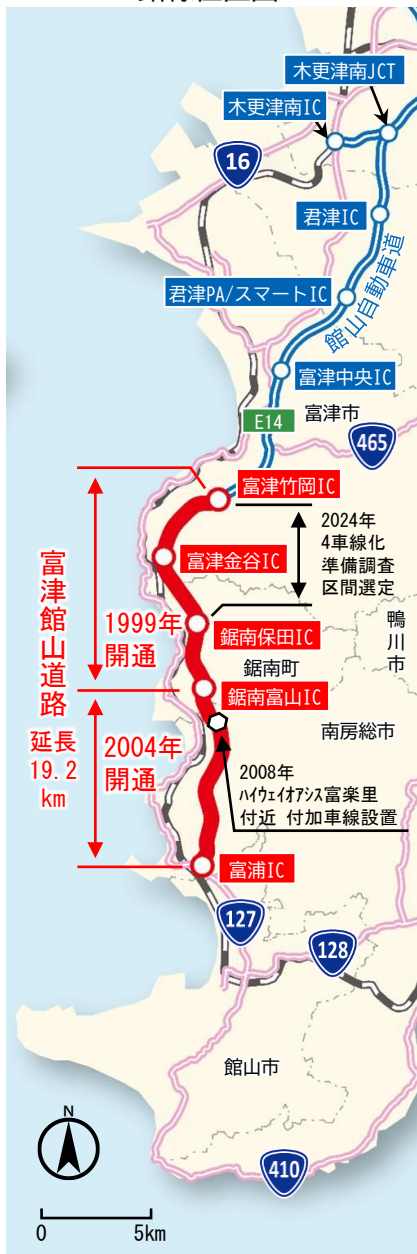 木更津南JCT
木更津南IC
16
君津IC
君津PA/スマートIC
館山自動車道
富津中央IC
E14
富津市
465
富津竹岡IC
2024年
4車線化
準備調査
区間選定
富津金谷IC
富津館山道路
延長
19.2
km
1999年
開通
鋸南保田IC
鴨川市
鋸南町
鋸南富山IC
南房総市
2004年
開通
2008年
ハイウェイオアシス富楽里
付近 付加車線設置
富浦IC
127
128
館山市
N
410
0 5km